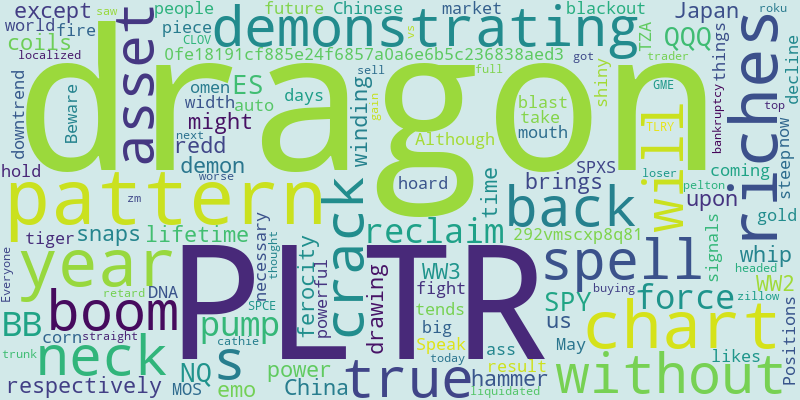 except
people
future
Chinese
market
blackout
Japan
roku
world
fire
piece
CLOV
demonstrating
vs
TZA
QQQ
saw
coils
localized
0fe18191cf885e24f6857a0a6e6b5c236838aed3
got
trader
things
decline
dragon
asset
omen
ES
days
sell
full
shiny
GME
top
downtrend
Beware
width
auto
might
gain
blast
take
mouth
Although
TLRY
bankruptcy
riches
next
redd
winding
hold
demon
worse
hoard
SPXS
loser
coming
steepnow
pattern
zm
crack
time
brings
back
will
pelton
upon
gold
tiger
snaps
lifetime
necessary
reclaim
292vmscxp8q81
signals
whip
Everyone
year
thought
ferocity
powerful
WW3
spell
headed
zillow
WW2
retard
DNA
SPCE
drawing
fight
tends
SPY
us
force
buying
boom
PLTR
BB
pump
big
Speak
May
chart
Positions
corn
straight
s
cathie
today
ass
likes
trunk
neck
NQ
power
result
without
respectively
MOS
emo
China
true
hammer
liquidated